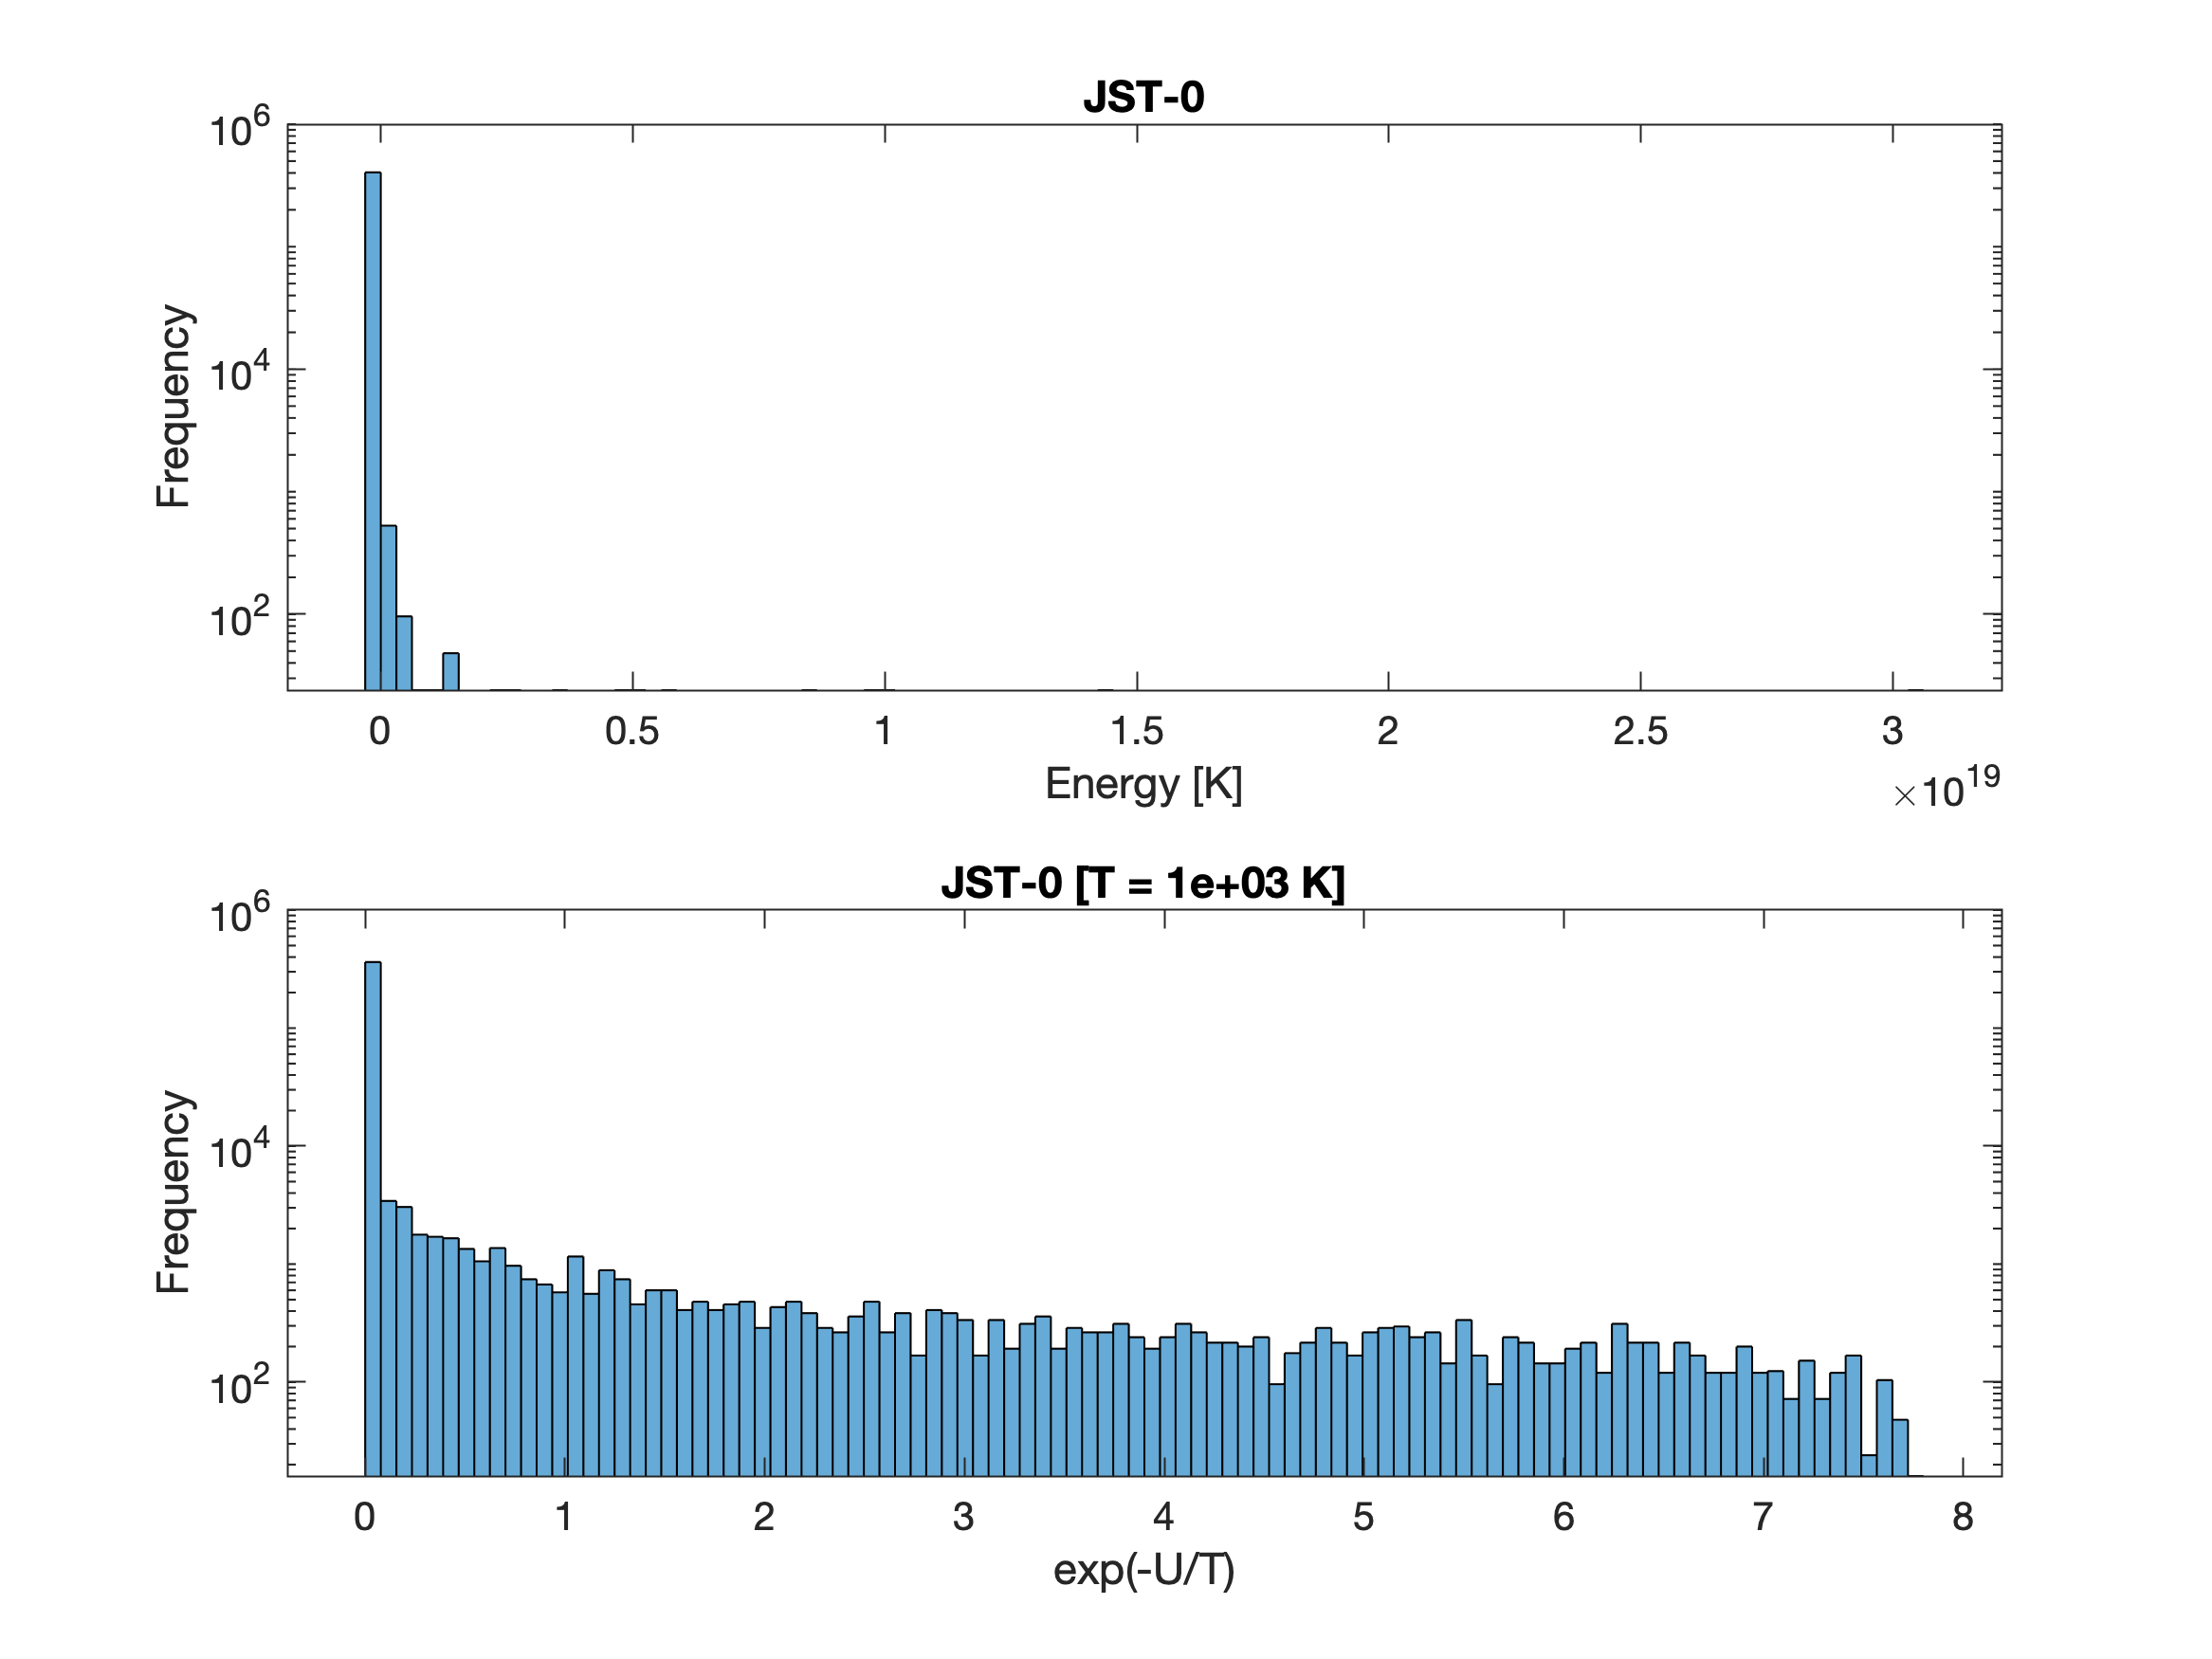 JST-0
10^6
10^4
10^2
Frequency
0 0.5 1 1.5 2 2.5 3
Energy [K]
×10^19
JST-0 [T = 1e+03 K]
10^6
10^4
10^2
Frequency
0 1 2 3 4 5 6 7 8
exp(-U/T)